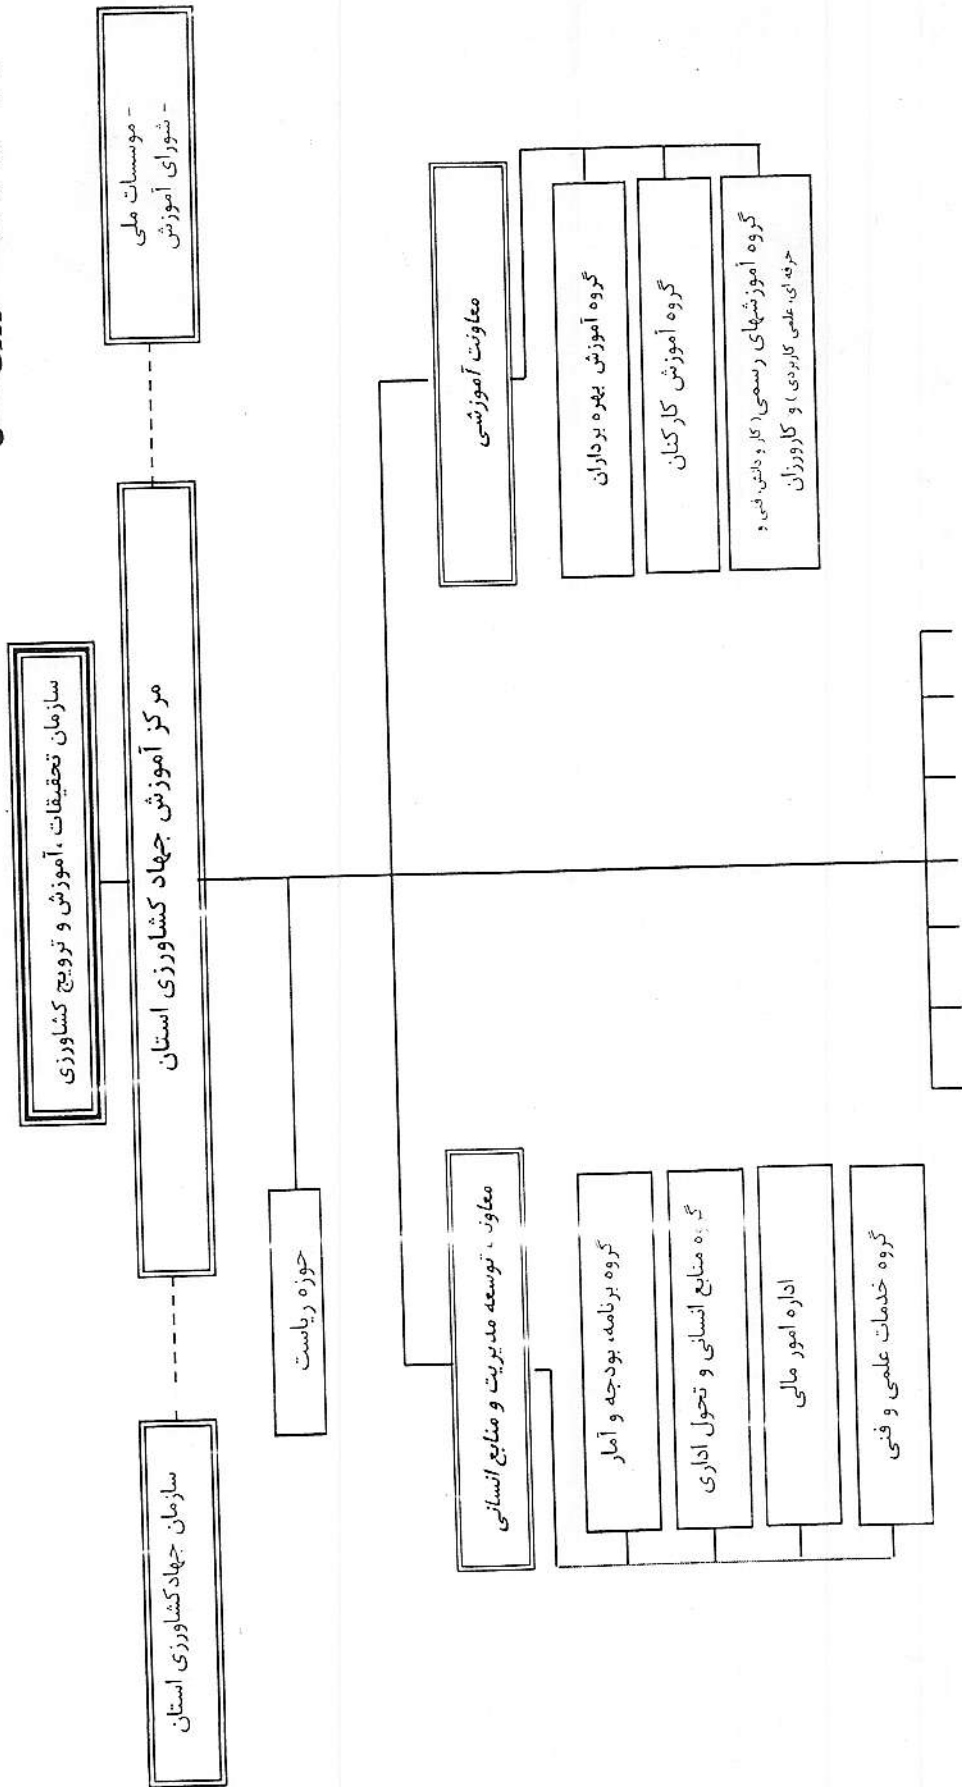 سازمان تحقیقات ،آموزش و ترویج کشاورزی
- موسسات ملی
- شورای آموزش
مرکز آموزش جهاد کشاورزی استان
سازمان جهادکشاورزی استان
حوزه ریاست
معاونت آموزشی
گروه آموزش بهره برداران
گروه آموزش کارکنان
گروه آموزشهای رسمی( کار و دانش، فنی و
حرفه ای، علمی کاربردی ) و کارورزان
توسعه مدیریت و منابع انسانی
گروه برنامه، بودجه و آمار
گروه منابع انسانی و تحول اداری
اداره امور مالی
گروه خدمات علمی و فنی